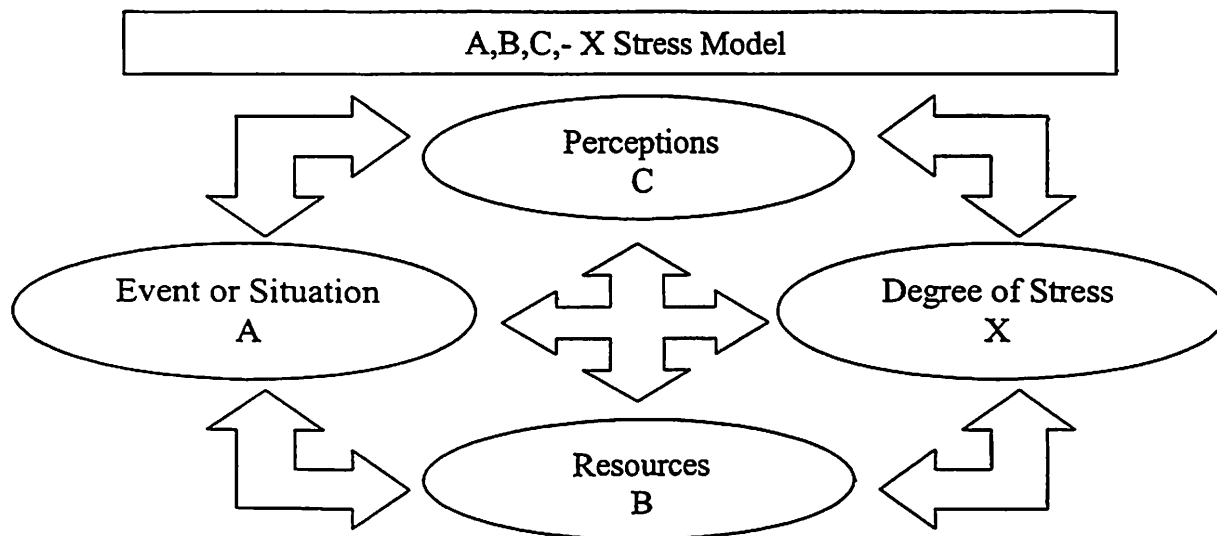 A,B,C,- X Stress Model
Perceptions
C
Event or Situation
A
Degree of Stress
X
Resources
B